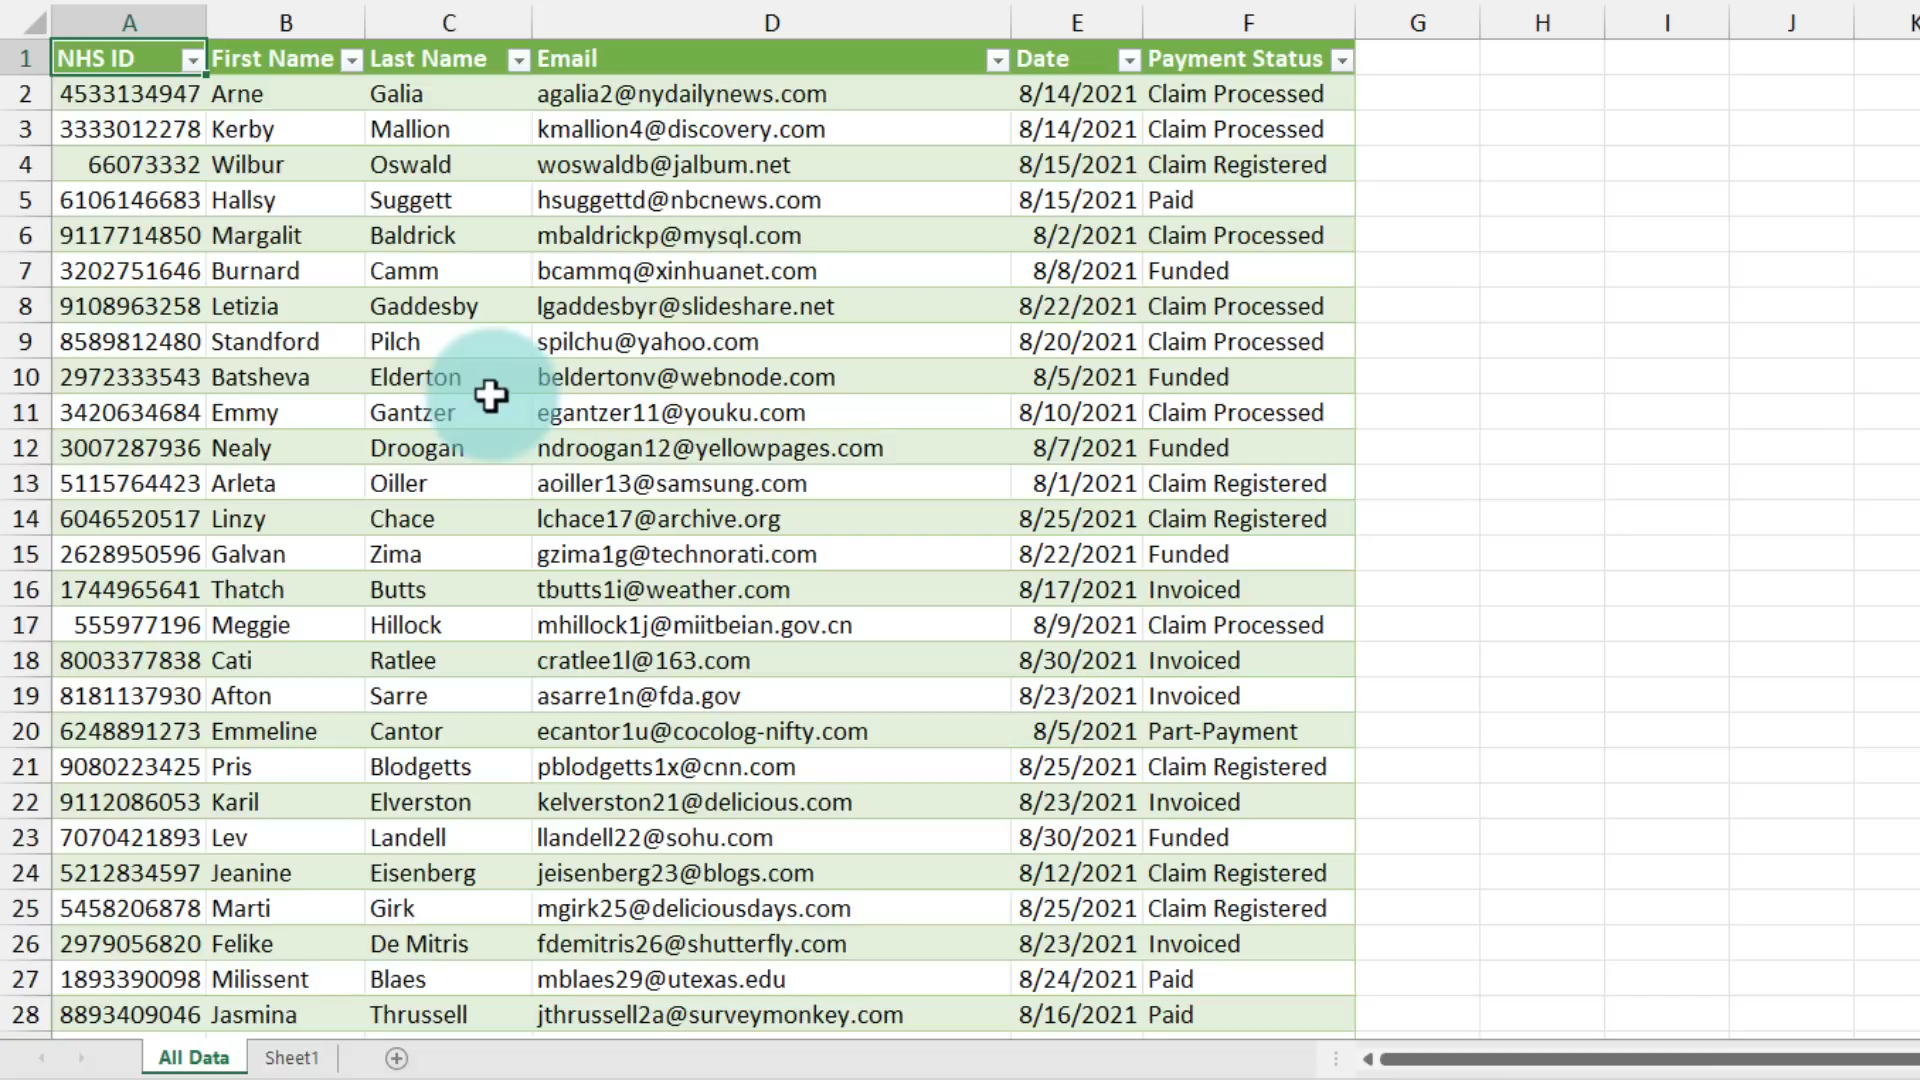 A B C D E F G H I J K
1 NHS ID First Name Last Name Email Date Payment Status
2 4533134947 Arne Galia agalia2@nydailynews.com 8/14/2021 Claim Processed
3 3333012278 Kerby Mallion kmallion4@discovery.com 8/14/2021 Claim Processed
4 66073332 Wilbur Oswald woswaldb@jalbum.net 8/15/2021 Claim Registered
5 6106146683 Hallsy Suggett hsuggettd@nbcnews.com 8/15/2021 Paid
6 9117714850 Margalit Baldrick mbaldrickp@mysql.com 8/2/2021 Claim Processed
7 3202751646 Burnard Camm bcammq@xinhuanet.com 8/8/2021 Funded
8 9108963258 Letizia Gaddesby lgaddesbyr@slideshare.net 8/22/2021 Claim Processed
9 8589812480 Standford Pilch spilchu@yahoo.com 8/20/2021 Claim Processed
10 2972333543 Batsheva Elderton beldertonv@webnode.com 8/5/2021 Funded
11 3420634684 Emmy Gantzer egantzer11@youku.com 8/10/2021 Claim Processed
12 3007287936 Nealy Droogan ndroogan12@yellowpages.com 8/7/2021 Funded
13 5115764423 Arleta Oiller aoiller13@samsung.com 8/1/2021 Claim Registered
14 6046520517 Linzy Chace lchace17@archive.org 8/25/2021 Claim Registered
15 2628950596 Galvan Zima gzima1g@technorati.com 8/22/2021 Funded
16 1744965641 Thatch Butts tbutts1i@weather.com 8/17/2021 Invoiced
17 555977196 Meggie Hillock mhillock1j@miitbeian.gov.cn 8/9/2021 Claim Processed
18 8003377838 Cati Ratlee cratlee1l@163.com 8/30/2021 Invoiced
19 8181137930 Afton Sarre asarre1n@fda.gov 8/23/2021 Invoiced
20 6248891273 Emmeline Cantor ecantor1u@cocolog-nifty.com 8/5/2021 Part-Payment
21 9080223425 Pris Blodgetts pblodgetts1x@cnn.com 8/25/2021 Claim Registered
22 9112086053 Karil Elverston kelverston21@delicious.com 8/23/2021 Invoiced
23 7070421893 Lev Landell llandell22@sohu.com 8/30/2021 Funded
24 5212834597 Jeanine Eisenberg jeisenberg23@blogs.com 8/12/2021 Claim Registered
25 5458206878 Marti Girk mgirk25@deliciousdays.com 8/25/2021 Claim Registered
26 2979056820 Felike De Mitris fdemitris26@shutterfly.com 8/23/2021 Invoiced
27 1893390098 Milissent Blaes mblaes29@utexas.edu 8/24/2021 Paid
28 8893409046 Jasmina Thrussell jthrussell2a@surveymonkey.com 8/16/2021 Paid
All Data Sheet1